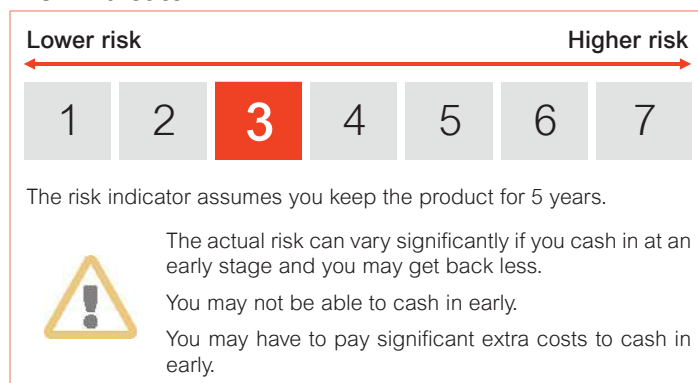 Lower risk Higher risk
1 2 3 4 5 6 7
The risk indicator assumes you keep the product for 5 years.
The actual risk can vary significantly if you cash in at an
early stage and you may get back less.
You may not be able to cash in early.
You may have to pay significant extra costs to cash in
early.